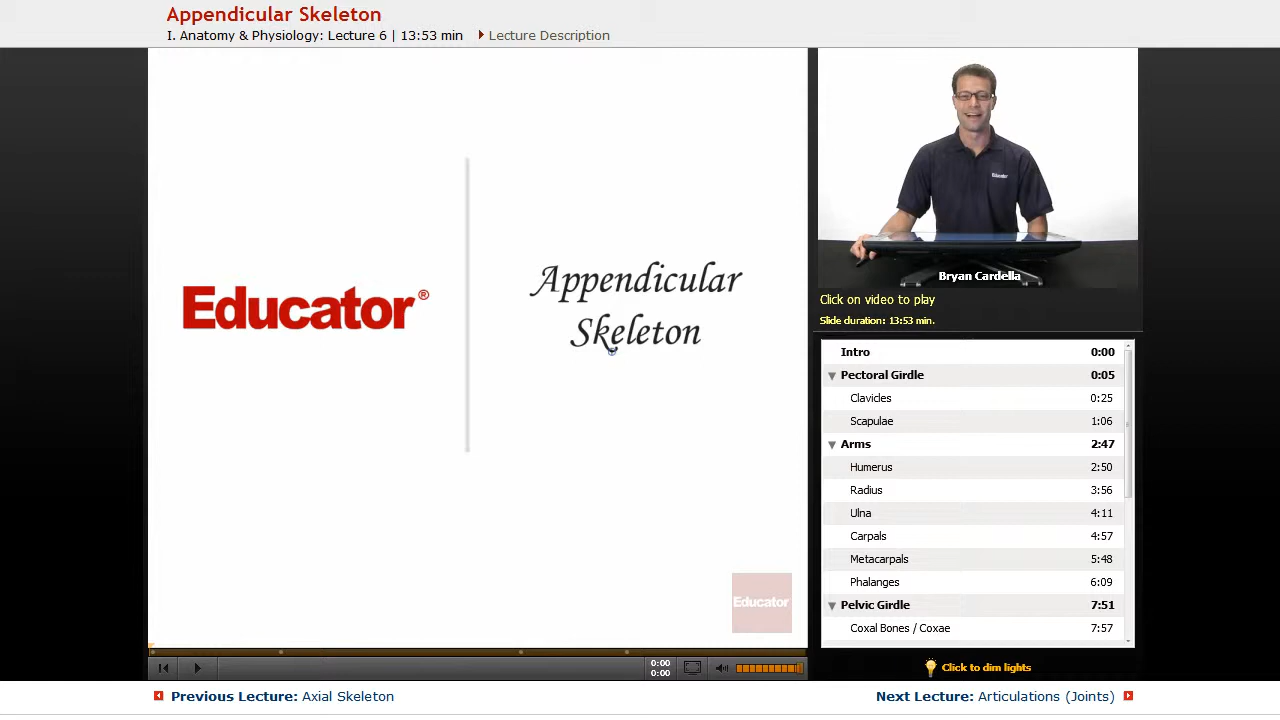 Appendicular Skeleton
I. Anatomy & Physiology: Lecture 6 | 13:53 min
Lecture Description
Educator®
Appendicular
Skeleton
Educator
Educator
Bryan Cardella
Click on video to play
Slide duration: 13:53 min.
Intro 0:00
Pectoral Girdle 0:05
Clavicles 0:25
Scapulae 1:06
Arms 2:47
Humerus 2:50
Radius 3:56
Ulna 4:11
Carpals 4:57
Metacarpals 5:48
Phalanges 6:09
Pelvic Girdle 7:51
Coxal Bones / Coxae 7:57
0:00
0:00
Click to dim lights
Previous Lecture: Axial Skeleton
Next Lecture: Articulations (Joints)